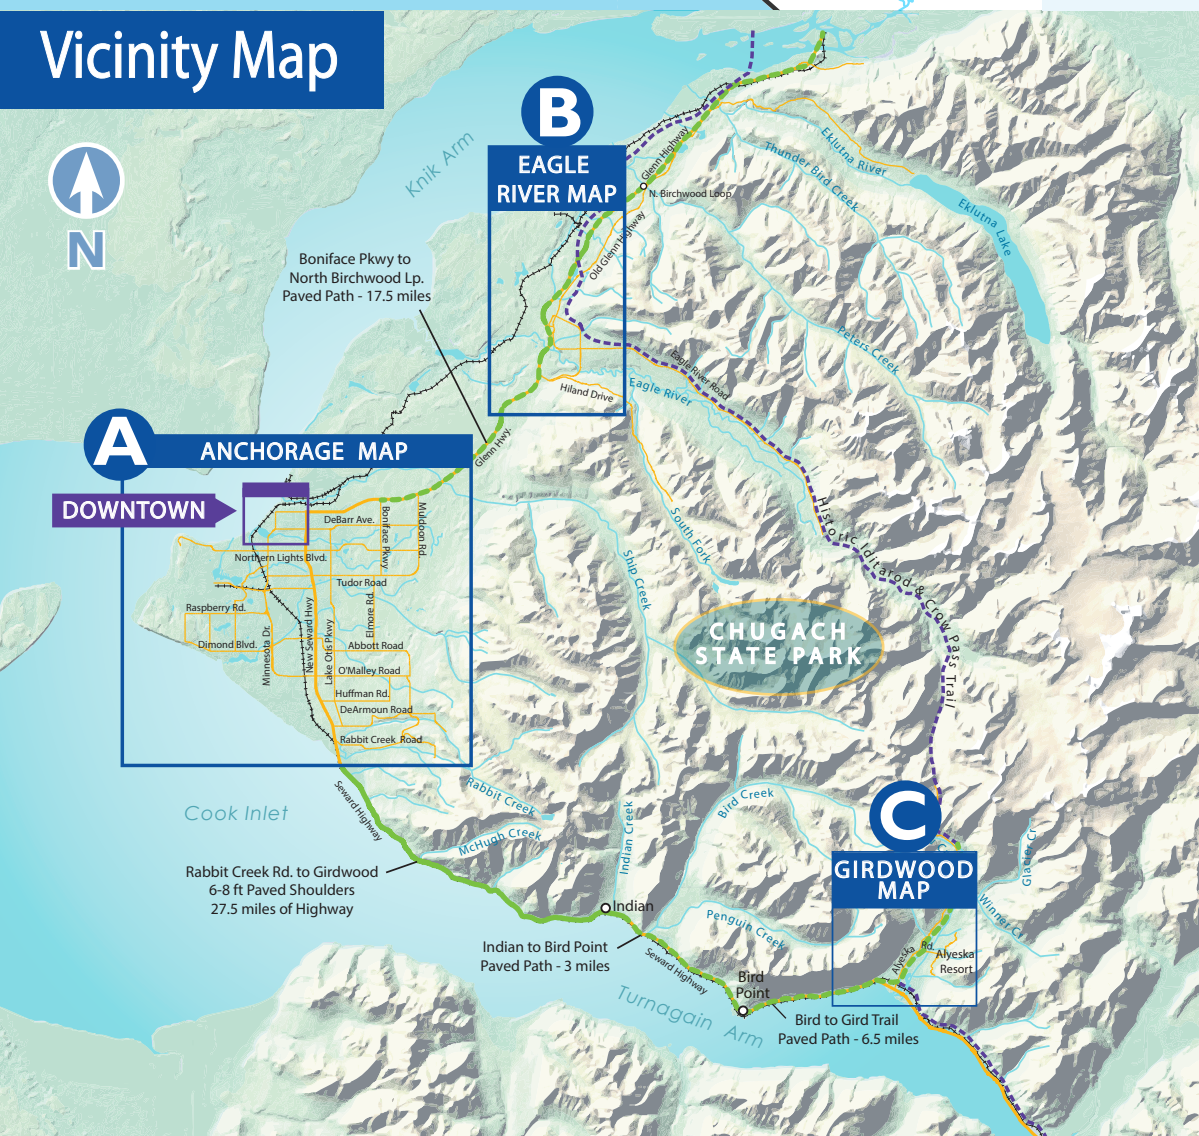 Vicinity Map
N
Knik Arm
B
EAGLE
RIVER MAP
Glenn Highway
N. Birchwood Loop
Old Glenn Highway
Eklutna River
Thunder Bird Creek
Eklutna Lake
Peters Creek
Boniface Pkwy to
North Birchwood Lp.
Paved Path - 17.5 miles
Eagle River Road
Eagle River
Hiland Drive
Glenn Hwy.
A
ANCHORAGE MAP
DOWNTOWN
DeBarr Ave.
Boniface Pkwy.
Muldoon Rd.
Northern Lights Blvd.
Tudor Road
Raspberry Rd.
Elmore Rd.
Dimond Blvd.
Minnesota Dr.
New Seward Hwy
Lake Otis Pkwy
Abbott Road
O'Malley Road
Huffman Rd.
DeArmoun Road
Rabbit Creek Road
South Fork
Ship Creek
Historic Iditarod & Crow Pass Trail
CHUGACH
STATE PARK
Cook Inlet
Seward Highway
Rabbit Creek
McHugh Creek
Indian Creek
Bird Creek
C
GIRDWOOD
MAP
Glacier Cr.
Winner Cr.
Rabbit Creek Rd. to Girdwood
6-8 ft Paved Shoulders
27.5 miles of Highway
Indian
Penguin Creek
Indian to Bird Point
Paved Path - 3 miles
Seward Highway
Bird
Point
Alyeska Rd.
Alyeska
Resort
Turnagain Arm
Bird to Gird Trail
Paved Path - 6.5 miles